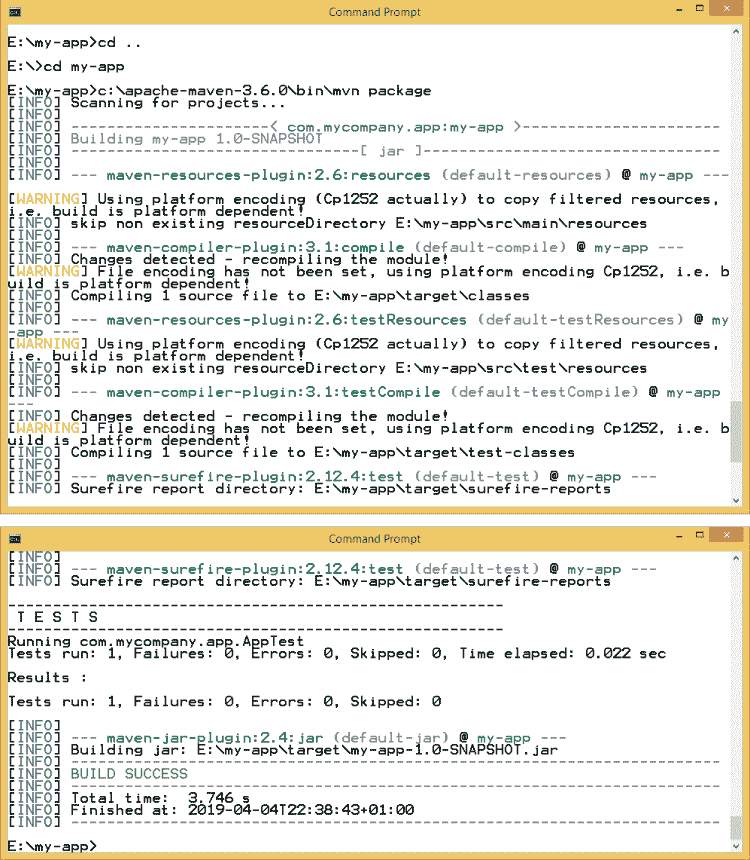 Command Prompt
E:\my-app>cd ..
E:\>cd my-app
E:\my-app>c:\apache-maven-3.6.0\bin\mvn package
[INFO] Scanning for projects...
[INFO]
[INFO] -----------------------< com.mycompany.app:my-app >------------------------
[INFO] Building my-app 1.0-SNAPSHOT
[INFO] --------------------------------[ jar ]---------------------------------
[INFO]
[INFO] --- maven-resources-plugin:2.6:resources (default-resources) @ my-app ---
[WARNING] Using platform encoding (Cp1252 actually) to copy filtered resources,
i.e. build is platform dependent!
[INFO] skip non existing resourceDirectory E:\my-app\src\main\resources
[INFO]
[INFO] --- maven-compiler-plugin:3.1:compile (default-compile) @ my-app ---
[INFO] Changes detected - recompiling the module!
[WARNING] File encoding has not been set, using platform encoding Cp1252, i.e. b
uild is platform dependent!
[INFO] Compiling 1 source file to E:\my-app\target\classes
[INFO]
[INFO] --- maven-resources-plugin:2.6:testResources (default-testResources) @ my
-app ---
[WARNING] Using platform encoding (Cp1252 actually) to copy filtered resources,
i.e. build is platform dependent!
[INFO] skip non existing resourceDirectory E:\my-app\src\test\resources
[INFO]
[INFO] --- maven-compiler-plugin:3.1:testCompile (default-testCompile) @ my-app
---
[INFO] Changes detected - recompiling the module!
[WARNING] File encoding has not been set, using platform encoding Cp1252, i.e. b
uild is platform dependent!
[INFO] Compiling 1 source file to E:\my-app\target\test-classes
[INFO]
[INFO] --- maven-surefire-plugin:2.12.4:test (default-test) @ my-app ---
[INFO] Surefire report directory: E:\my-app\target\surefire-reports
Command Prompt
[INFO]
[INFO] --- maven-surefire-plugin:2.12.4:test (default-test) @ my-app ---
[INFO] Surefire report directory: E:\my-app\target\surefire-reports
-------------------------------------------------------
T E S T S
-------------------------------------------------------
Running com.mycompany.app.AppTest
Tests run: 1, Failures: 0, Errors: 0, Skipped: 0, Time elapsed: 0.022 sec
Results :
Tests run: 1, Failures: 0, Errors: 0, Skipped: 0
[INFO]
[INFO] --- maven-jar-plugin:2.4:jar (default-jar) @ my-app ---
[INFO] Building jar: E:\my-app\target\my-app-1.0-SNAPSHOT.jar
[INFO] ------------------------------------------------------------------------
[INFO] BUILD SUCCESS
[INFO] ------------------------------------------------------------------------
[INFO] Total time:  3.746 s
[INFO] Finished at: 2019-04-04T22:38:43+01:00
[INFO] ------------------------------------------------------------------------
E:\my-app>